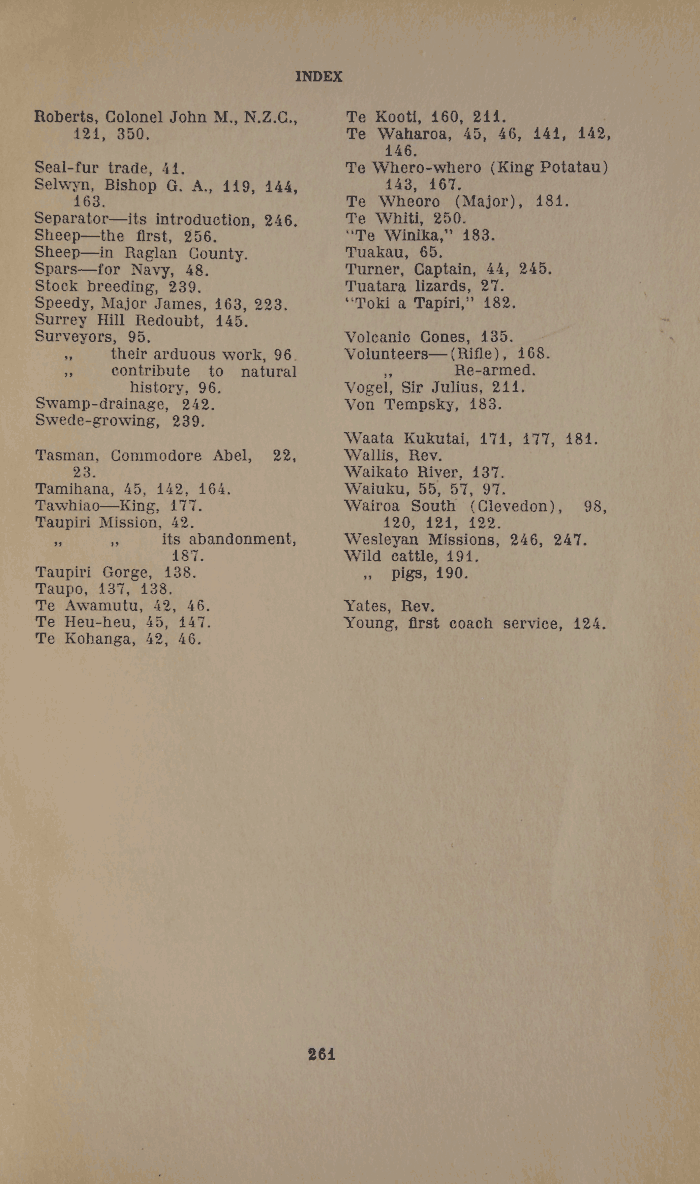 INDEX
Roberts, Colonel John M., N.Z.C.,
121, 350.
Seal-fur trade, 41.
Selwyn, Bishop G. A., 119, 144,
163.
Separator—its introduction, 246.
Sheep—the first, 256.
Sheep—in Raglan County.
Spars—for Navy, 48.
Stock breeding, 239.
Speedy, Major James, 163, 223.
Surrey Hill Redoubt, 145.
Surveyors, 95.
„ their arduous work, 96.
„ contribute to natural
history, 96.
Swamp-drainage, 242.
Swede-growing, 239.
Tasman, Commodore Abel, 22,
23.
Tamihana, 45, 142, 164.
Tawhiao—King, 177.
Taupiri Mission, 42.
„ „ its abandonment,
187.
Taupiri Gorge, 138.
Taupo, 137, 138.
Te Awamutu, 42, 46.
Te Heu-heu, 45, 147.
Te Kohanga, 42, 46.
Te Kooti, 160, 211.
Te Waharoa, 45, 46, 141, 142,
146.
Te Whero-whero (King Potatau)
143, 167.
Te Wheoro (Major), 181.
Te Whiti, 250.
“Te Winika,” 183.
Tuakau, 65.
Turner, Captain, 44, 245.
Tuatara lizards, 27.
“Toki a Tapiri,” 182.
Volcanic Cones, 135.
Volunteers—(Rifle), 168.
„ Re-armed.
Vogel, Sir Julius, 211.
Von Tempsky, 183.
Waata Kukutai, 171, 177, 181.
Wallis, Rev.
Waikato River, 137.
Waiuku, 55, 57, 97.
Wairoa South (Clevedon), 98,
120, 121, 122.
Wesleyan Missions, 246, 247.
Wild cattle, 191.
„ pigs, 190.
Yates, Rev.
Young, first coach service, 124.
261